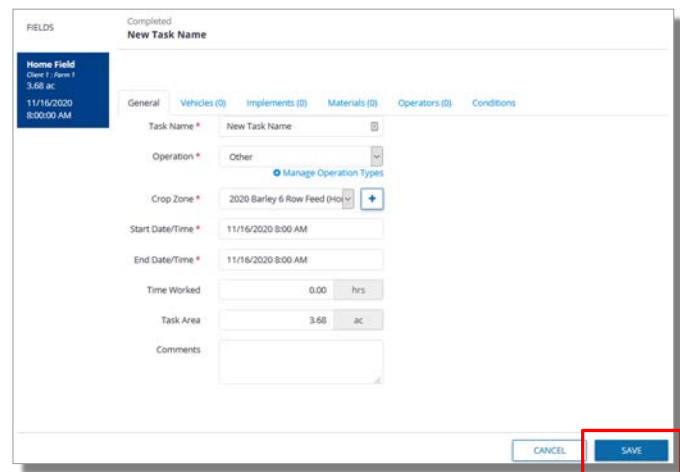 FIELDS
Completed
New Task Name
Home Field
Client 1 : Farm 1
3.68 ac
11/16/2020
8:00:00 AM
General Vehicles (0) Implements (0) Materials (0) Operators (0) Conditions
Task Name * New Task Name
Operation * Other
Manage Operation Types
Crop Zone * 2020 Barley 6 Row Feed (Ho +
Start Date/Time * 11/16/2020 8:00 AM
End Date/Time * 11/16/2020 8:00 AM
Time Worked 0.00 hrs
Task Area 3.68 ac
Comments
CANCEL SAVE